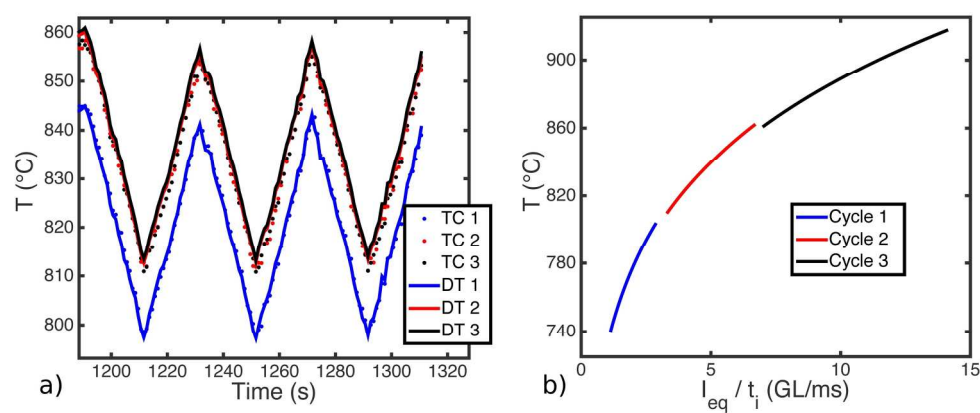 860
850
840
830
820
810
800
T (°C)
1200 1220 1240 1260 1280 1300 1320
Time (s)
TC 1
TC 2
TC 3
DT 1
DT 2
DT 3
a)
900
860
820
780
740
T (°C)
0 5 10 15
I_eq / t_i (GL/ms)
Cycle 1
Cycle 2
Cycle 3
b)